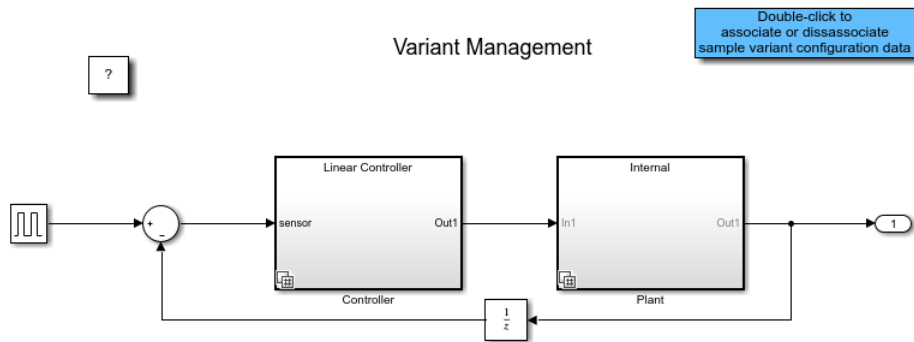 Double-click to
associate or dissassociate
sample variant configuration data
Variant Management
?
Linear Controller
Internal
+
−
sensor
Out1
In1
Out1
1
Controller
Plant
1
z